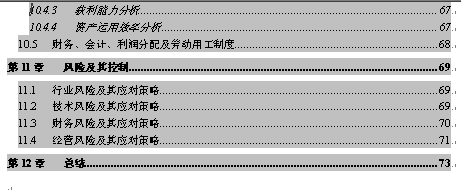 10.4.3 获利能力分析........................................67
10.4.4 资产运用效率分析........................................67
10.5 财务、会计、利润分配及劳动用工制度........................................68
第11章 风险及其控制........................................69
11.1 行业风险及其应对策略........................................69
11.2 技术风险及其应对策略........................................69
11.3 财务风险及其应对策略........................................70
11.4 经营风险及其应对策略........................................71
第12章 总结........................................73